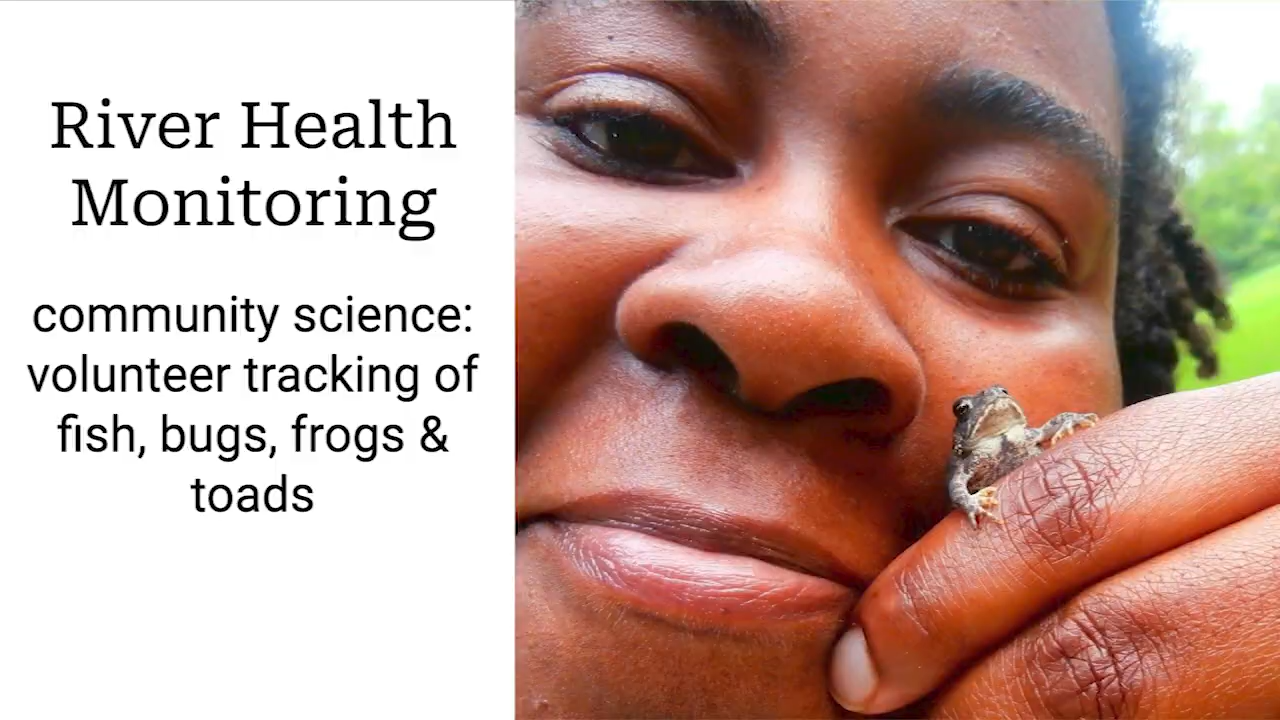 River Health
Monitoring
community science:
volunteer tracking of
fish, bugs, frogs &
toads